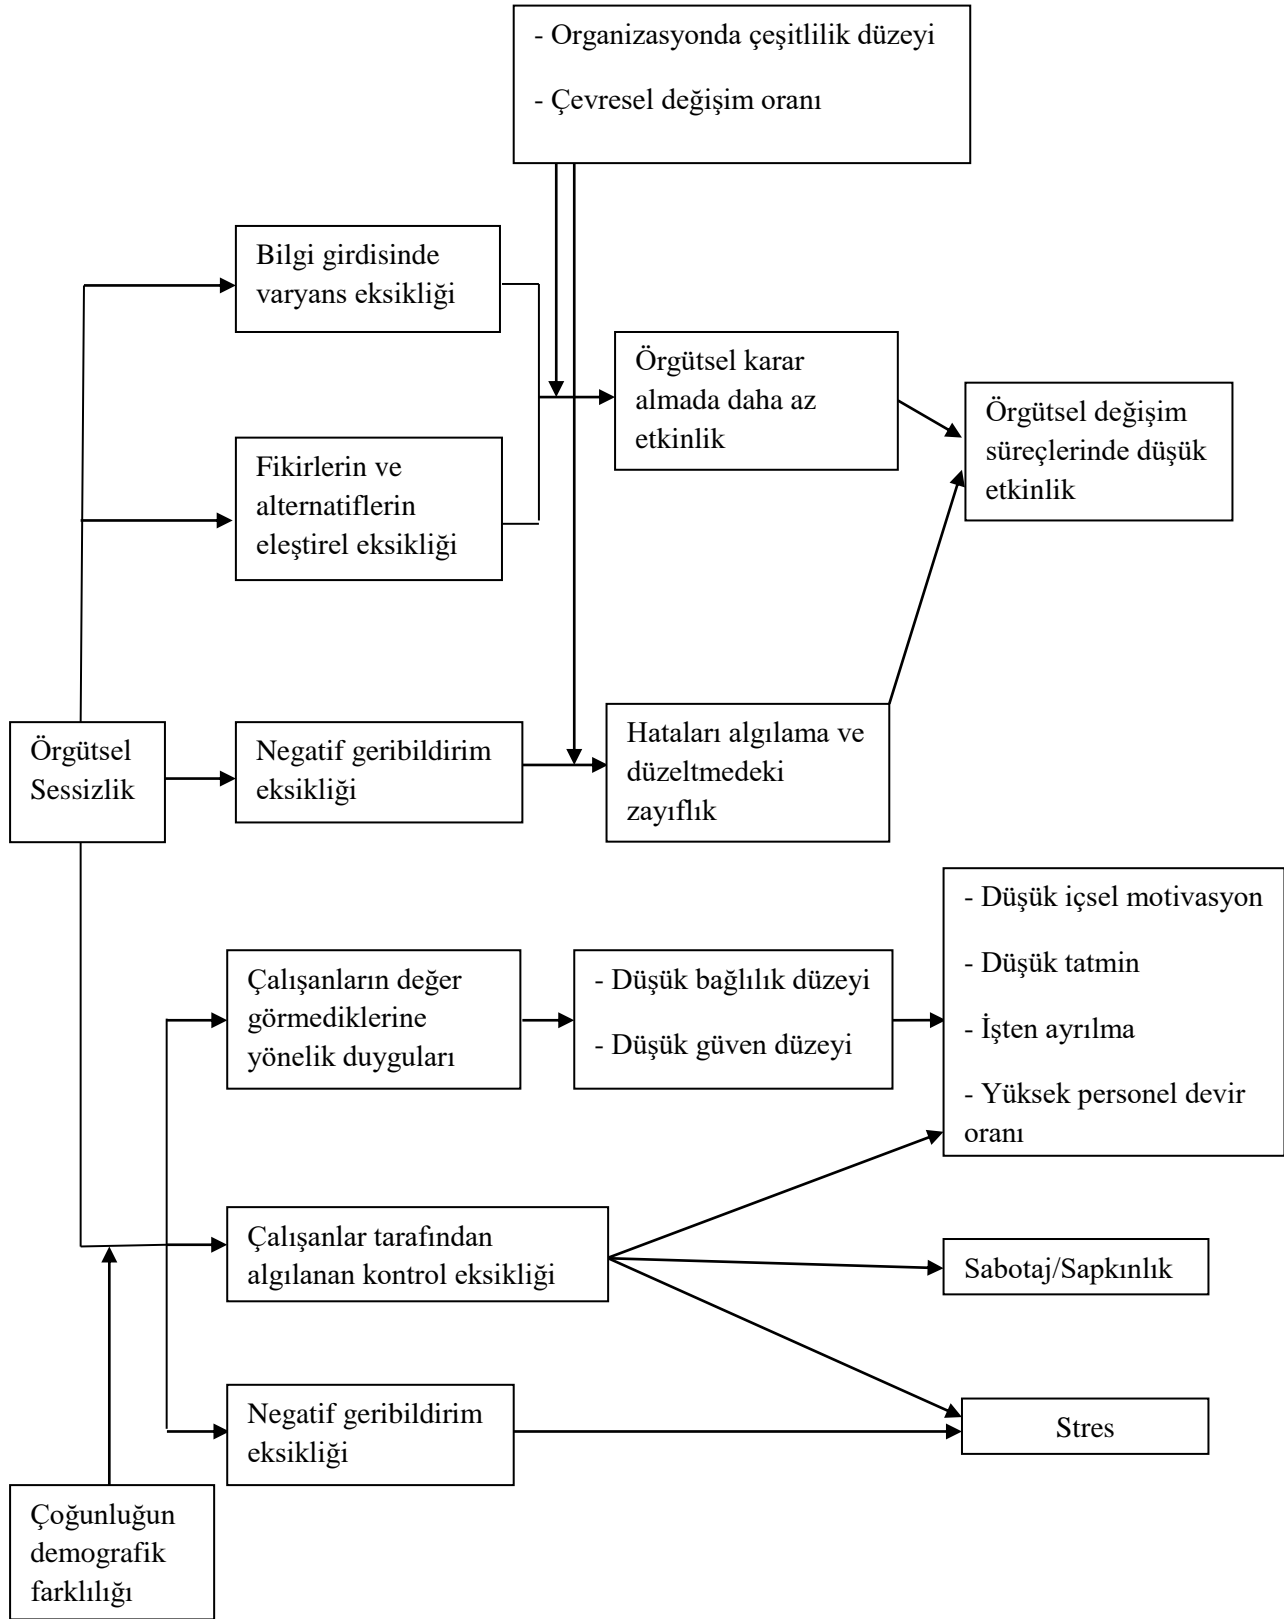 - Organizasyonda çeşitlilik düzeyi
- Çevresel değişim oranı
Bilgi girdisinde
varyans eksikliği
Örgütsel karar
almada daha az
etkinlik
Örgütsel değişim
süreçlerinde düşük
etkinlik
Fikirlerin ve
alternatiflerin
eleştirel eksikliği
Örgütsel
Sessizlik
Negatif geribildirim
eksikliği
Hataları algılama ve
düzeltmedeki
zayıflık
Çalışanların değer
görmediklerine
yönelik duyguları
- Düşük bağlılık düzeyi
- Düşük güven düzeyi
- Düşük içsel motivasyon
- Düşük tatmin
- İşten ayrılma
- Yüksek personel devir
oranı
Çalışanlar tarafından
algılanan kontrol eksikliği
Sabotaj/Sapkınlık
Negatif geribildirim
eksikliği
Stres
Çoğunluğun
demografik
farklılığı